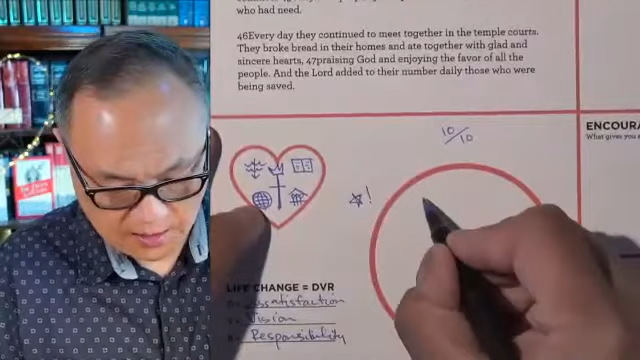 who had need.
46Every day they continued to meet together in the temple courts.
They broke bread in their homes and ate together with glad and
sincere hearts, 47praising God and enjoying the favor of all the
people. And the Lord added to their number daily those who were
being saved.
10/10
ENCOURA
What gives you a
!
LIFE CHANGE = DVR
Dissatisfaction
Vision
Responsibility